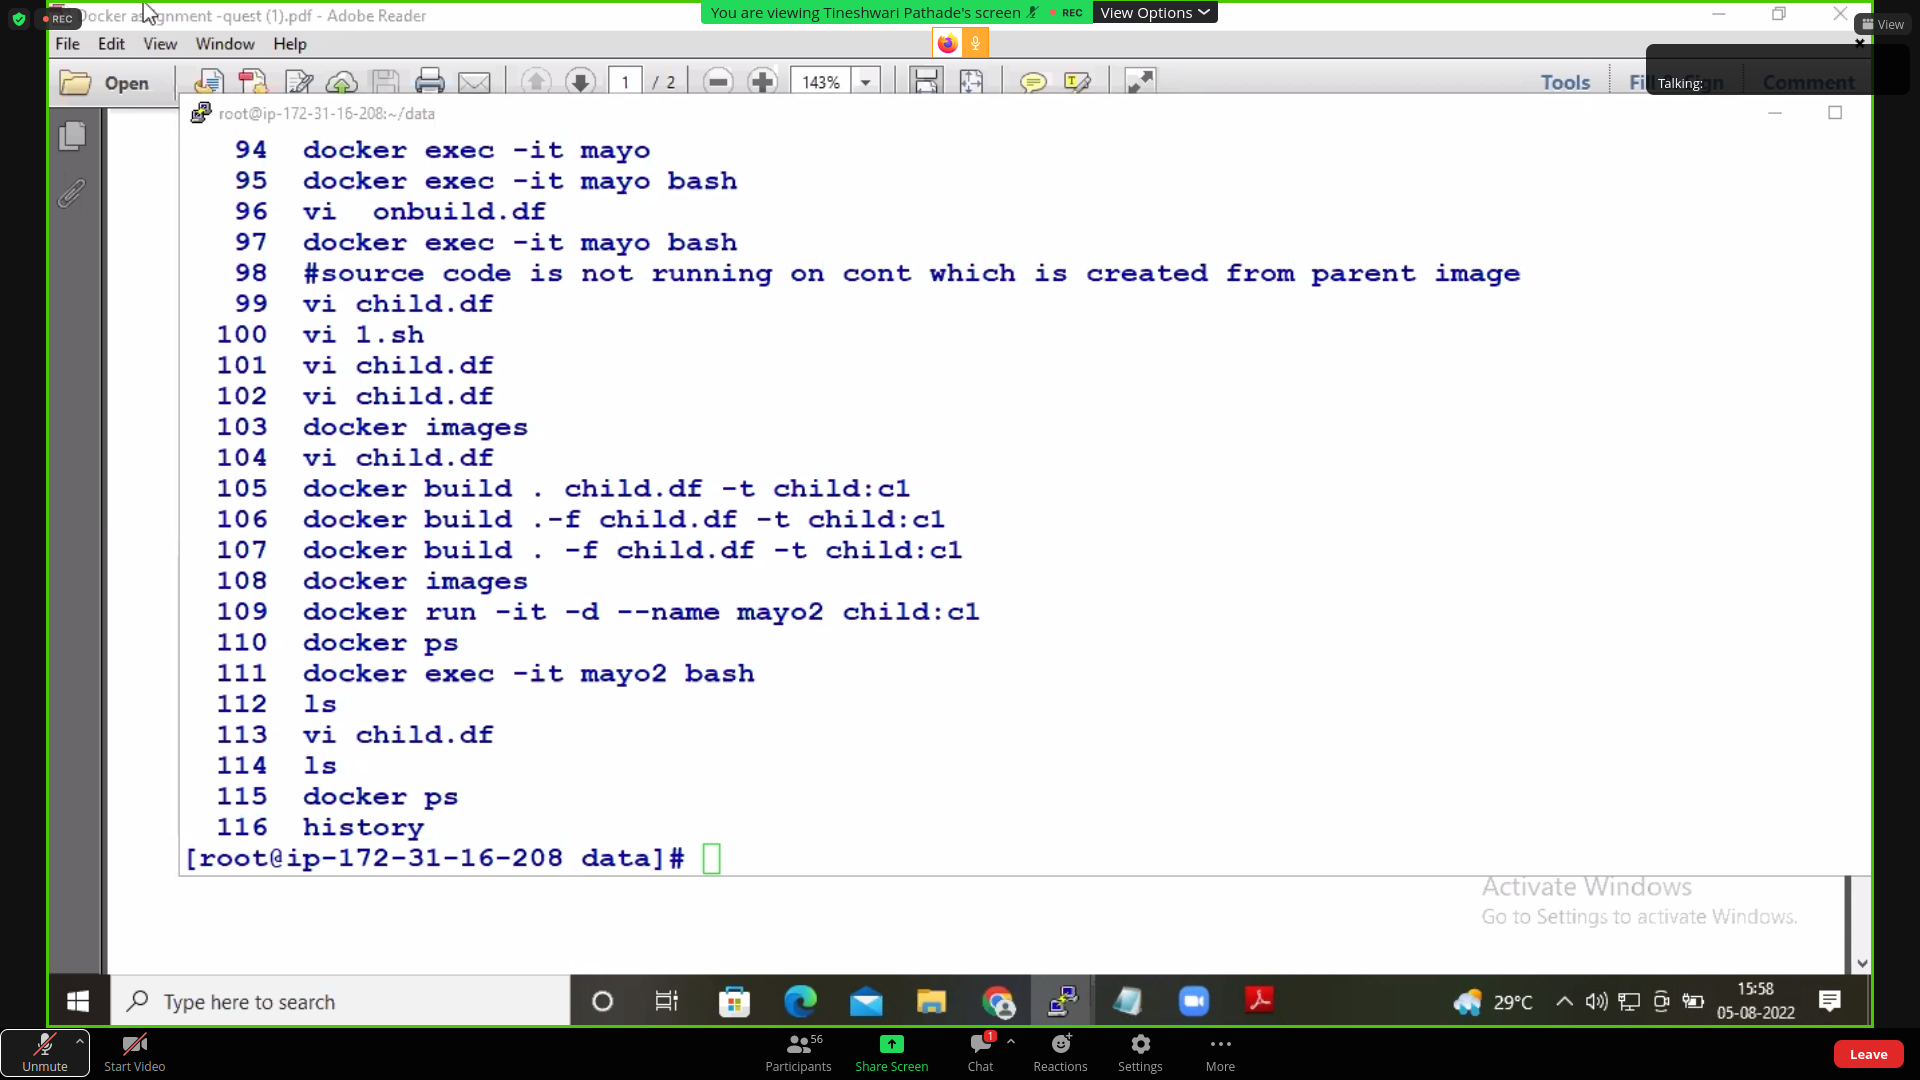 REC
Docker assignment -quest (1).pdf - Adobe Reader
You are viewing Tineshwari Pathade's screen
REC
View Options
View
File Edit View Window Help
Open
1 / 2
143%
Tools
Comment
Talking:
root@ip-172-31-16-208:~/data
94 docker exec -it mayo
95 docker exec -it mayo bash
96 vi  onbuild.df
97 docker exec -it mayo bash
98 #source code is not running on cont which is created from parent image
99 vi child.df
100 vi 1.sh
101 vi child.df
102 vi child.df
103 docker images
104 vi child.df
105 docker build . child.df -t child:c1
106 docker build .-f child.df -t child:c1
107 docker build . -f child.df -t child:c1
108 docker images
109 docker run -it -d --name mayo2 child:c1
110 docker ps
111 docker exec -it mayo2 bash
112 ls
113 vi child.df
114 ls
115 docker ps
116 history
[root@ip-172-31-16-208 data]#
Activate Windows
Go to Settings to activate Windows.
Type here to search
29°C
15:58
05-08-2022
Unmute
Start Video
56
Participants
Share Screen
1
Chat
Reactions
Settings
More
Leave